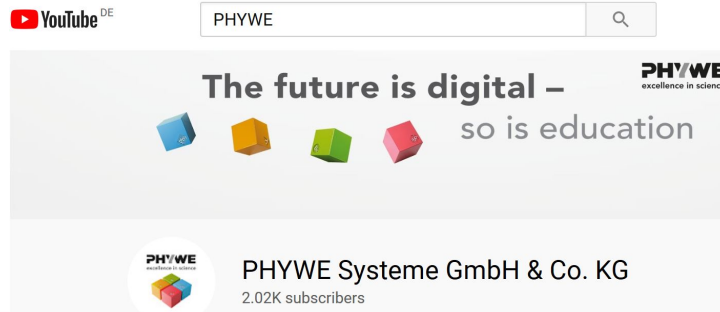 YouTube DE
PHYWE
The future is digital –
so is education
PHYWE
excellence in science
PHYWE
excellence in science
PHYWE Systeme GmbH & Co. KG
2.02K subscribers